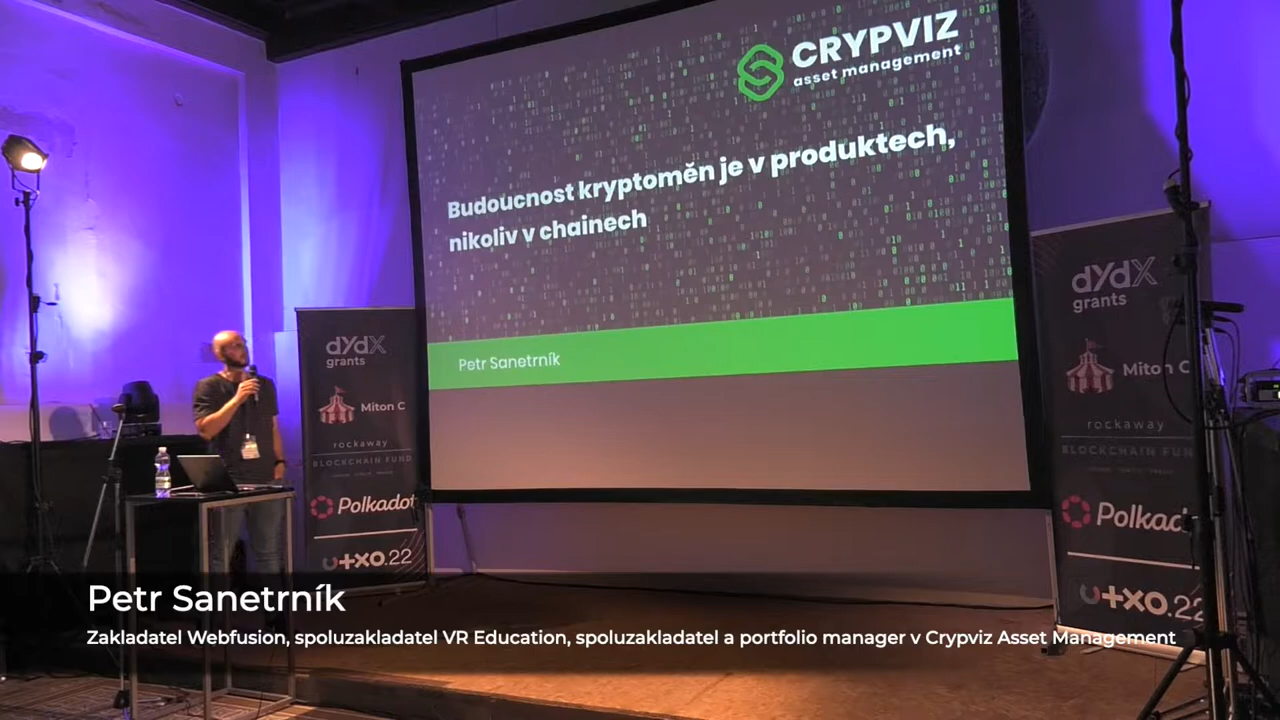 CRYPVIZ
asset management
Budoucnost kryptoměn je v produktech,
nikoliv v chainech
Petr Sanetrník
dYdX
grants
Miton C
rockaway
BLOCKCHAIN FUND
Polkadot
utxo.22
dYdX
grants
Miton C
rockaway
BLOCKCHAIN FUND
Polkad
utxo.22
Petr Sanetrník
Zakladatel Webfusion, spoluzakladatel VR Education, spoluzakladatel a portfolio manager v Crypviz Asset Management